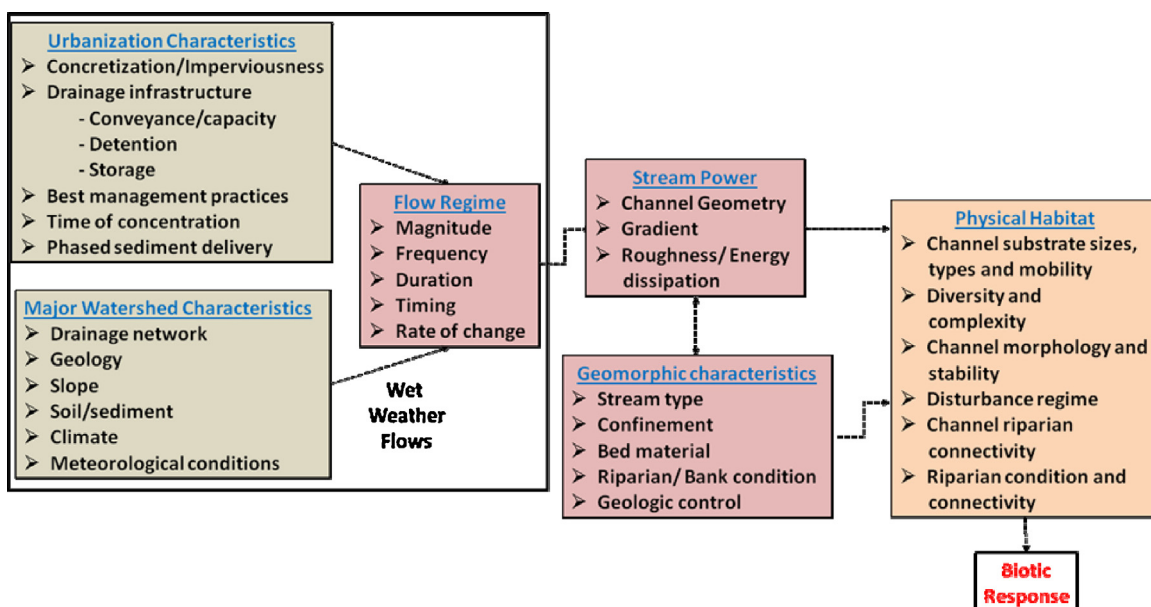 Urbanization Characteristics
➤ Concretization/Imperviousness
➤ Drainage infrastructure
- Conveyance/capacity
- Detention
- Storage
➤ Best management practices
➤ Time of concentration
➤ Phased sediment delivery
Major Watershed Characteristics
➤ Drainage network
➤ Geology
➤ Slope
➤ Soil/sediment
➤ Climate
➤ Meteorological conditions
Flow Regime
➤ Magnitude
➤ Frequency
➤ Duration
➤ Timing
➤ Rate of change
Wet
Weather
Flows
Stream Power
➤ Channel Geometry
➤ Gradient
➤ Roughness/ Energy
dissipation
Geomorphic characteristics
➤ Stream type
➤ Confinement
➤ Bed material
➤ Riparian/ Bank condition
➤ Geologic control
Physical Habitat
➤ Channel substrate sizes,
types and mobility
➤ Diversity and
complexity
➤ Channel morphology and
stability
➤ Disturbance regime
➤ Channel riparian
connectivity
➤ Riparian condition and
connectivity
Biotic
Response